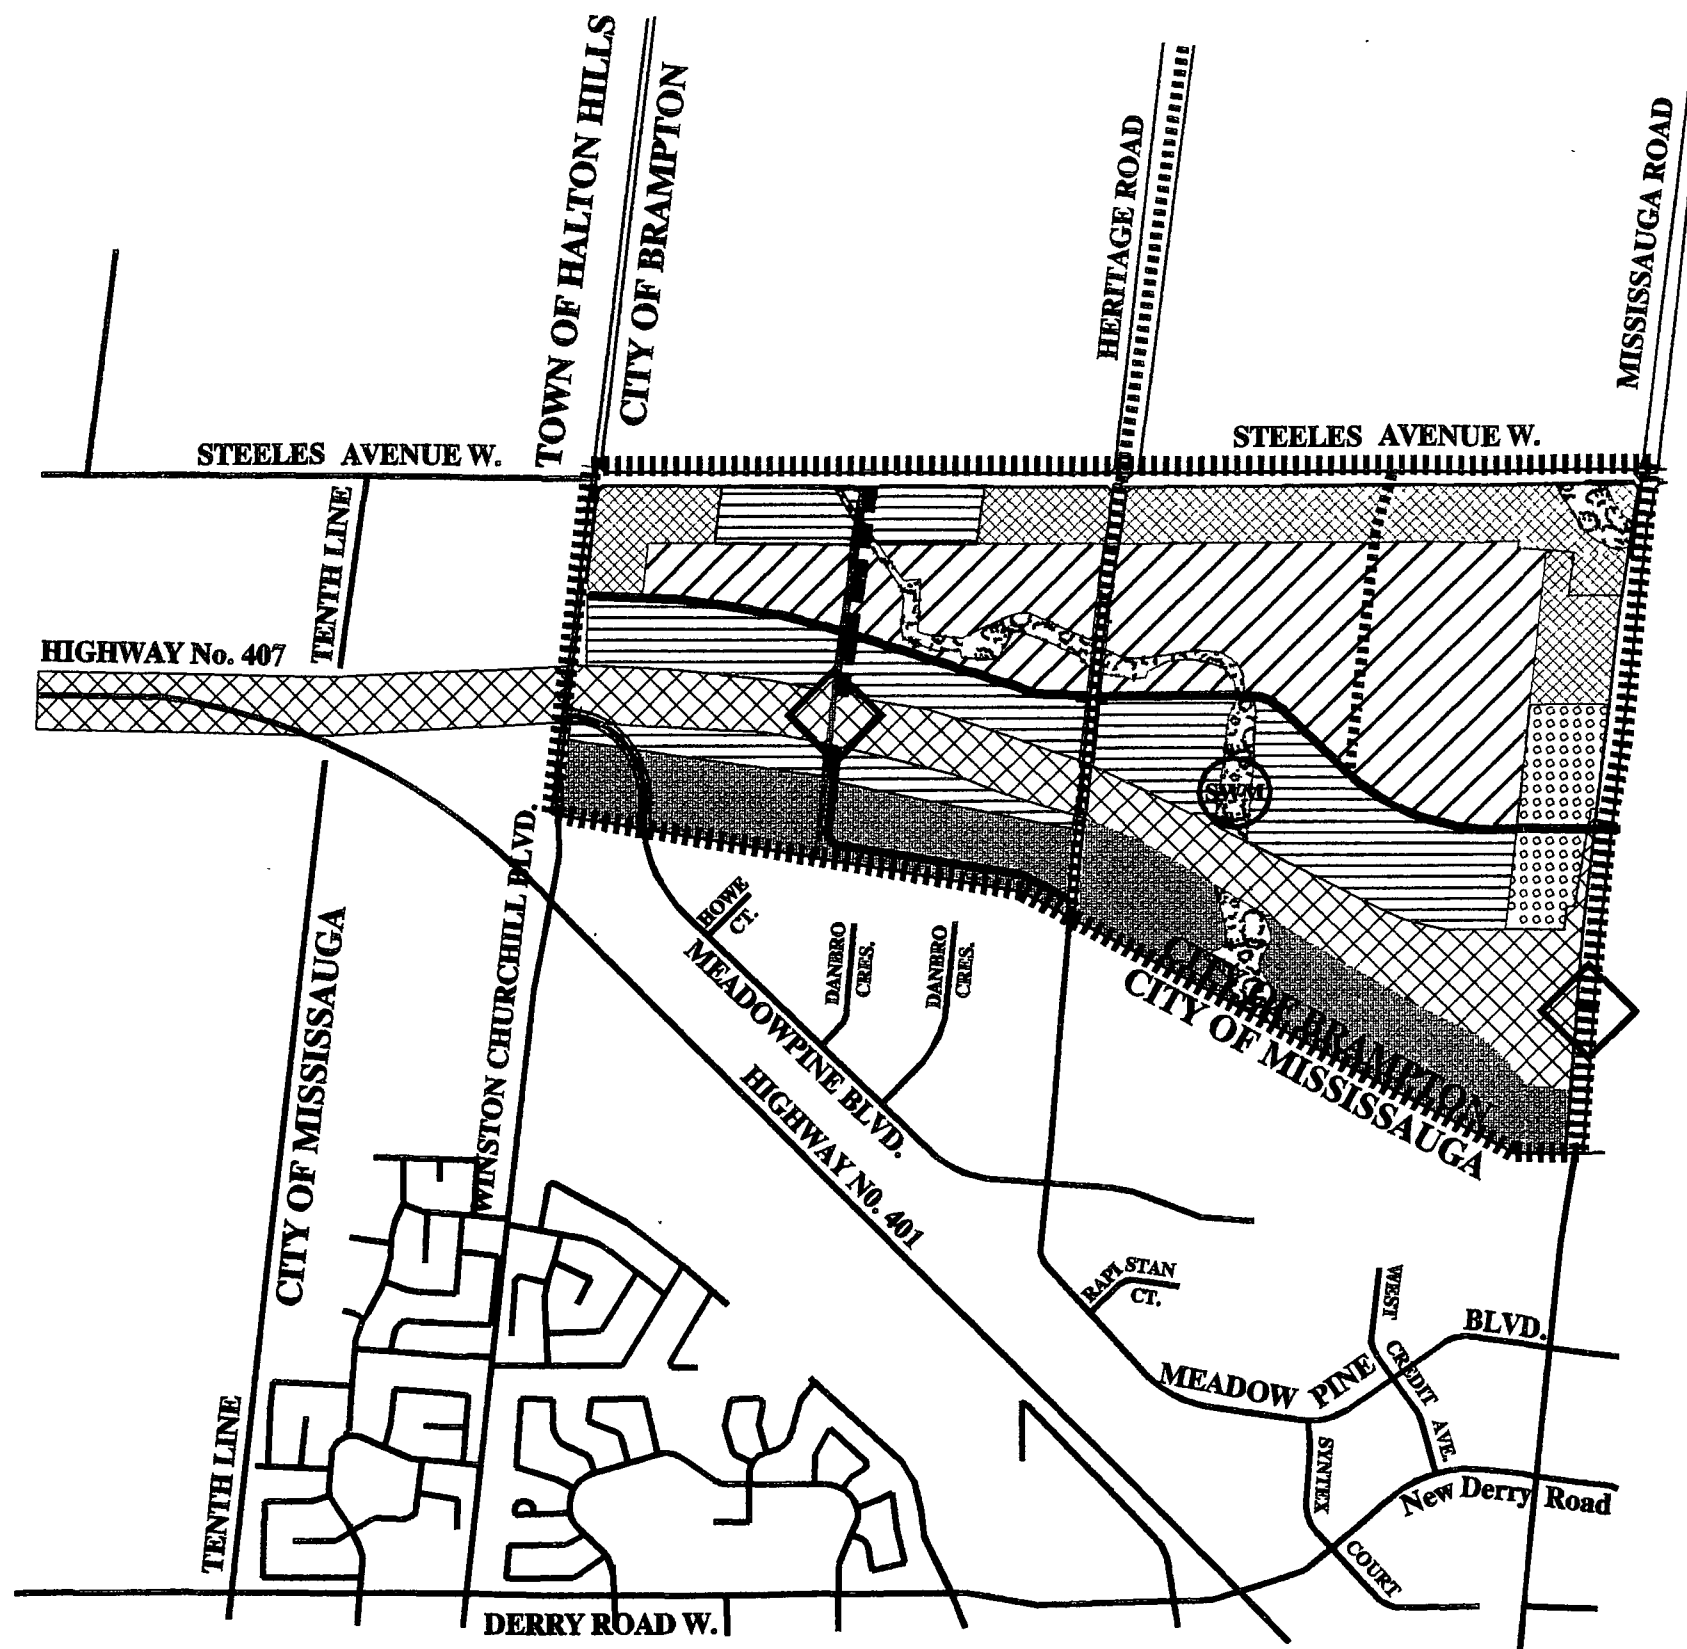 TOWN OF HALTON HILLS
CITY OF BRAMPTON
HERITAGE ROAD
MISSISSAUGA ROAD
STEELES AVENUE W.
STEELES AVENUE W.
TENTH LINE
HIGHWAY No. 407
SWM
WINSTON CHURCHILL BLVD.
HOWE
CT.
DANBRO
CRES.
DANBRO
CRES.
MEADOWPINE BLVD.
CITY OF BRAMPTON
CITY OF MISSISSAUGA
CITY OF MISSISSAUGA
HIGHWAY N0. 401
RAPISTAN
CT.
WEST
CREDIT
AVE.
MEADOW PINE
BLVD.
SYNTEX
COURT
New Derry Road
TENTH LINE
DERRY ROAD W.